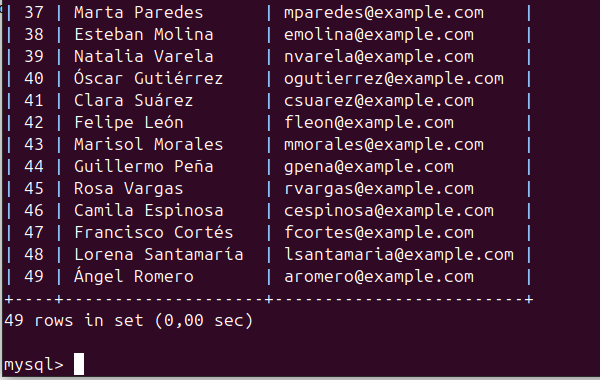 | 37 | Marta Paredes      | mparedes@example.com    |
| 38 | Esteban Molina     | emolina@example.com     |
| 39 | Natalia Varela     | nvarela@example.com     |
| 40 | Óscar Gutiérrez    | ogutierrez@example.com  |
| 41 | Clara Suárez       | csuarez@example.com     |
| 42 | Felipe León        | fleon@example.com       |
| 43 | Marisol Morales    | mmorales@example.com    |
| 44 | Guillermo Peña     | gpena@example.com       |
| 45 | Rosa Vargas        | rvargas@example.com     |
| 46 | Camila Espinosa    | cespinosa@example.com   |
| 47 | Francisco Cortés   | fcortes@example.com     |
| 48 | Lorena Santamaría  | lsantamaria@example.com |
| 49 | Ángel Romero       | aromero@example.com     |
+----+--------------------+-------------------------+
49 rows in set (0,00 sec)
mysql>